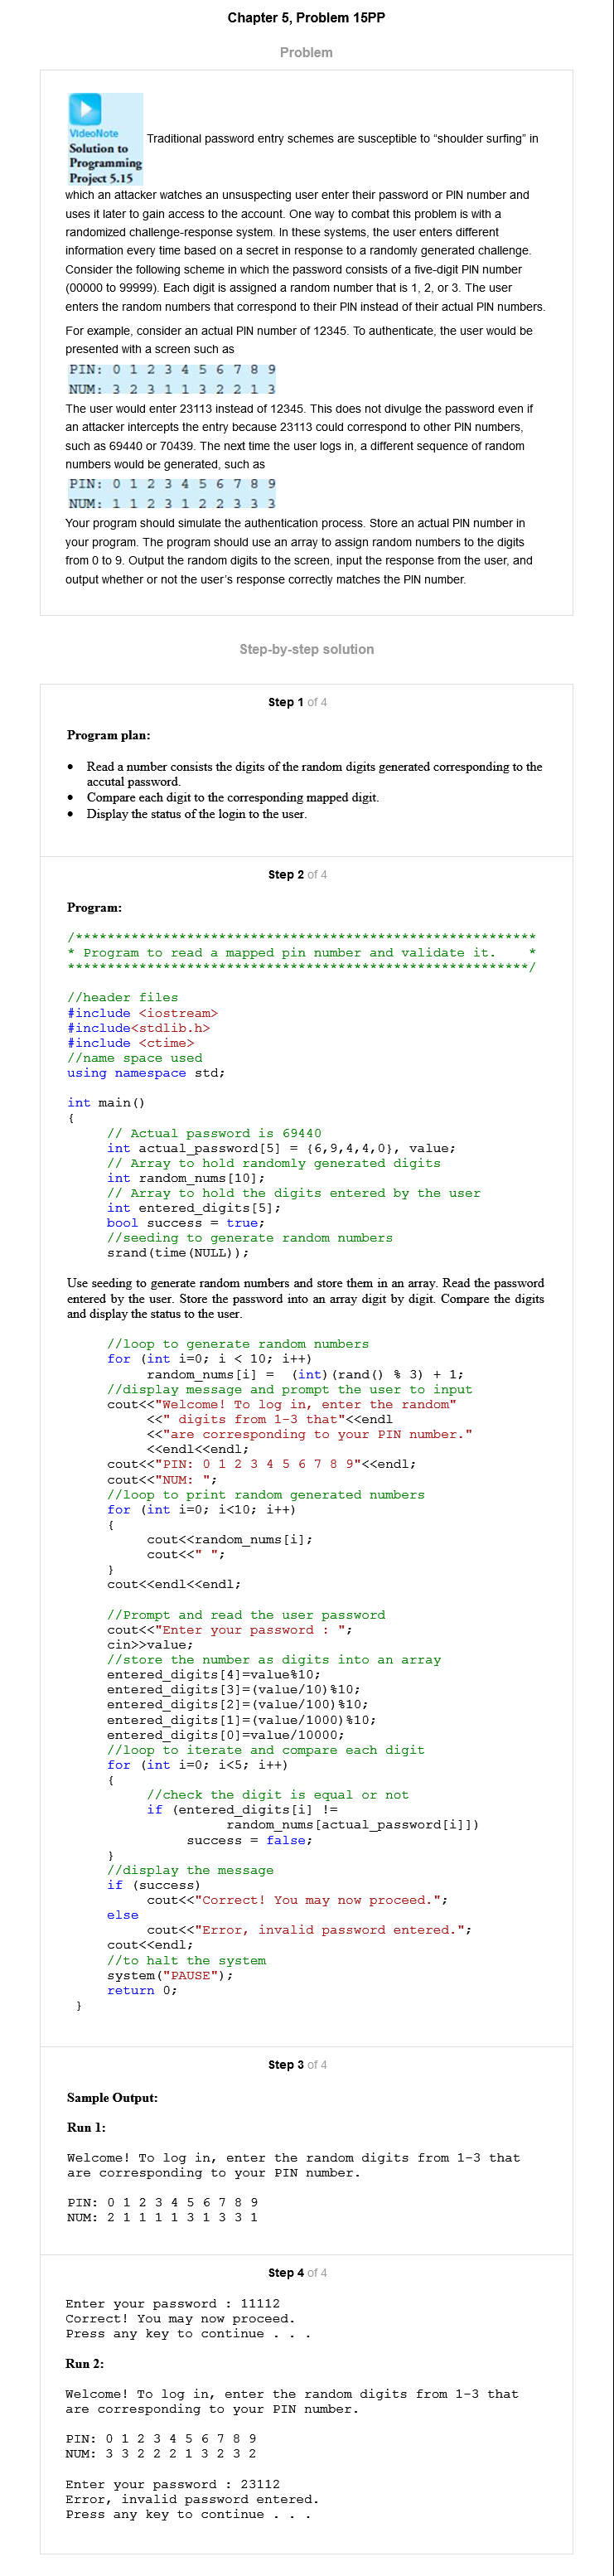 Chapter 5, Problem 15PP
Problem
VideoNote
Solution to
Programming
Project 5.15
Traditional password entry schemes are susceptible to “shoulder surfing” in
which an attacker watches an unsuspecting user enter their password or PIN number and
uses it later to gain access to the account. One way to combat this problem is with a
randomized challenge-response system. In these systems, the user enters different
information every time based on a secret in response to a randomly generated challenge.
Consider the following scheme in which the password consists of a five-digit PIN number
(00000 to 99999). Each digit is assigned a random number that is 1, 2, or 3. The user
enters the random numbers that correspond to their PIN instead of their actual PIN numbers.
For example, consider an actual PIN number of 12345. To authenticate, the user would be
presented with a screen such as
PIN: 0 1 2 3 4 5 6 7 8 9
NUM: 3 2 3 1 1 3 2 2 1 3
The user would enter 23113 instead of 12345. This does not divulge the password even if
an attacker intercepts the entry because 23113 could correspond to other PIN numbers,
such as 69440 or 70439. The next time the user logs in, a different sequence of random
numbers would be generated, such as
PIN: 0 1 2 3 4 5 6 7 8 9
NUM: 1 1 2 3 1 2 2 3 3 3
Your program should simulate the authentication process. Store an actual PIN number in
your program. The program should use an array to assign random numbers to the digits
from 0 to 9. Output the random digits to the screen, input the response from the user, and
output whether or not the user’s response correctly matches the PIN number.
Step-by-step solution
Step 1 of 4
Program plan:
• Read a number consists the digits of the random digits generated corresponding to the
accutal password.
• Compare each digit to the corresponding mapped digit.
• Display the status of the login to the user.
Step 2 of 4
Program:
/**********************************************************
* Program to read a mapped pin number and validate it. *
**********************************************************/
//header files
#include <iostream>
#include<stdlib.h>
#include <ctime>
//name space used
using namespace std;
int main()
{
// Actual password is 69440
int actual_password[5] = {6,9,4,4,0}, value;
// Array to hold randomly generated digits
int random_nums[10];
// Array to hold the digits entered by the user
int entered_digits[5];
bool success = true;
//seeding to generate random numbers
srand(time(NULL));
Use seeding to generate random numbers and store them in an array. Read the password
entered by the user. Store the password into an array digit by digit. Compare the digits
and display the status to the user.
//loop to generate random numbers
for (int i=0; i < 10; i++)
random_nums[i] = (int)(rand() % 3) + 1;
//display message and prompt the user to input
cout<<"Welcome! To log in, enter the random"
<<" digits from 1-3 that"<<endl
<<"are corresponding to your PIN number."
<<endl<<endl;
cout<<"PIN: 0 1 2 3 4 5 6 7 8 9"<<endl;
cout<<"NUM: ";
//loop to print random generated numbers
for (int i=0; i<10; i++)
{
cout<<random_nums[i];
cout<<" ";
}
cout<<endl<<endl;
//Prompt and read the user password
cout<<"Enter your password : ";
cin>>value;
//store the number as digits into an array
entered_digits[4]=value%10;
entered_digits[3]=(value/10)%10;
entered_digits[2]=(value/100)%10;
entered_digits[1]=(value/1000)%10;
entered_digits[0]=value/10000;
//loop to iterate and compare each digit
for (int i=0; i<5; i++)
{
//check the digit is equal or not
if (entered_digits[i] !=
random_nums[actual_password[i]])
success = false;
}
//display the message
if (success)
cout<<"Correct! You may now proceed.";
else
cout<<"Error, invalid password entered.";
cout<<endl;
//to halt the system
system("PAUSE");
return 0;
}
Step 3 of 4
Sample Output:
Run 1:
Welcome! To log in, enter the random digits from 1-3 that
are corresponding to your PIN number.
PIN: 0 1 2 3 4 5 6 7 8 9
NUM: 2 1 1 1 1 3 1 3 3 1
Step 4 of 4
Enter your password : 11112
Correct! You may now proceed.
Press any key to continue . . .
Run 2:
Welcome! To log in, enter the random digits from 1-3 that
are corresponding to your PIN number.
PIN: 0 1 2 3 4 5 6 7 8 9
NUM: 3 3 2 2 2 1 3 2 3 2
Enter your password : 23112
Error, invalid password entered.
Press any key to continue . . .